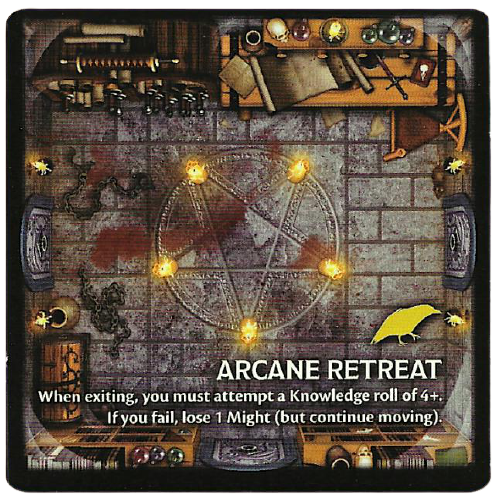 ARCANE RETREAT
When exiting, you must attempt a Knowledge roll of 4+.
If you fail, lose 1 Might (but continue moving).